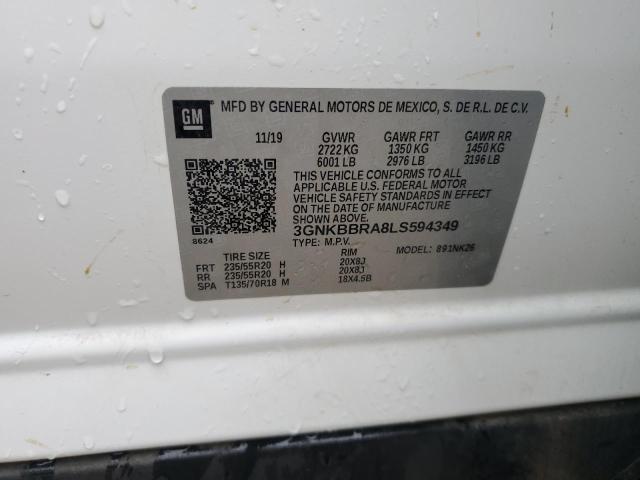 GM
MFD BY GENERAL MOTORS DE MEXICO, S. DE R.L. DE C.V.
11/19 GVWR GAWR FRT GAWR RR
2722 KG 1350 KG 1450 KG
6001 LB 2976 LB 3196 LB
THIS VEHICLE CONFORMS TO ALL
APPLICABLE U.S. FEDERAL MOTOR
VEHICLE SAFETY STANDARDS IN EFFECT
ON THE DATE OF MANUFACTURE
SHOWN ABOVE.
3GNKBBRA8LS594349
8624
TYPE: M.P.V. MODEL: 891NK26
TIRE SIZE RIM
FRT 235/55R20 H 20X8J
RR 235/55R20 H 20X8J
SPA T135/70R18 M 18X4.5B